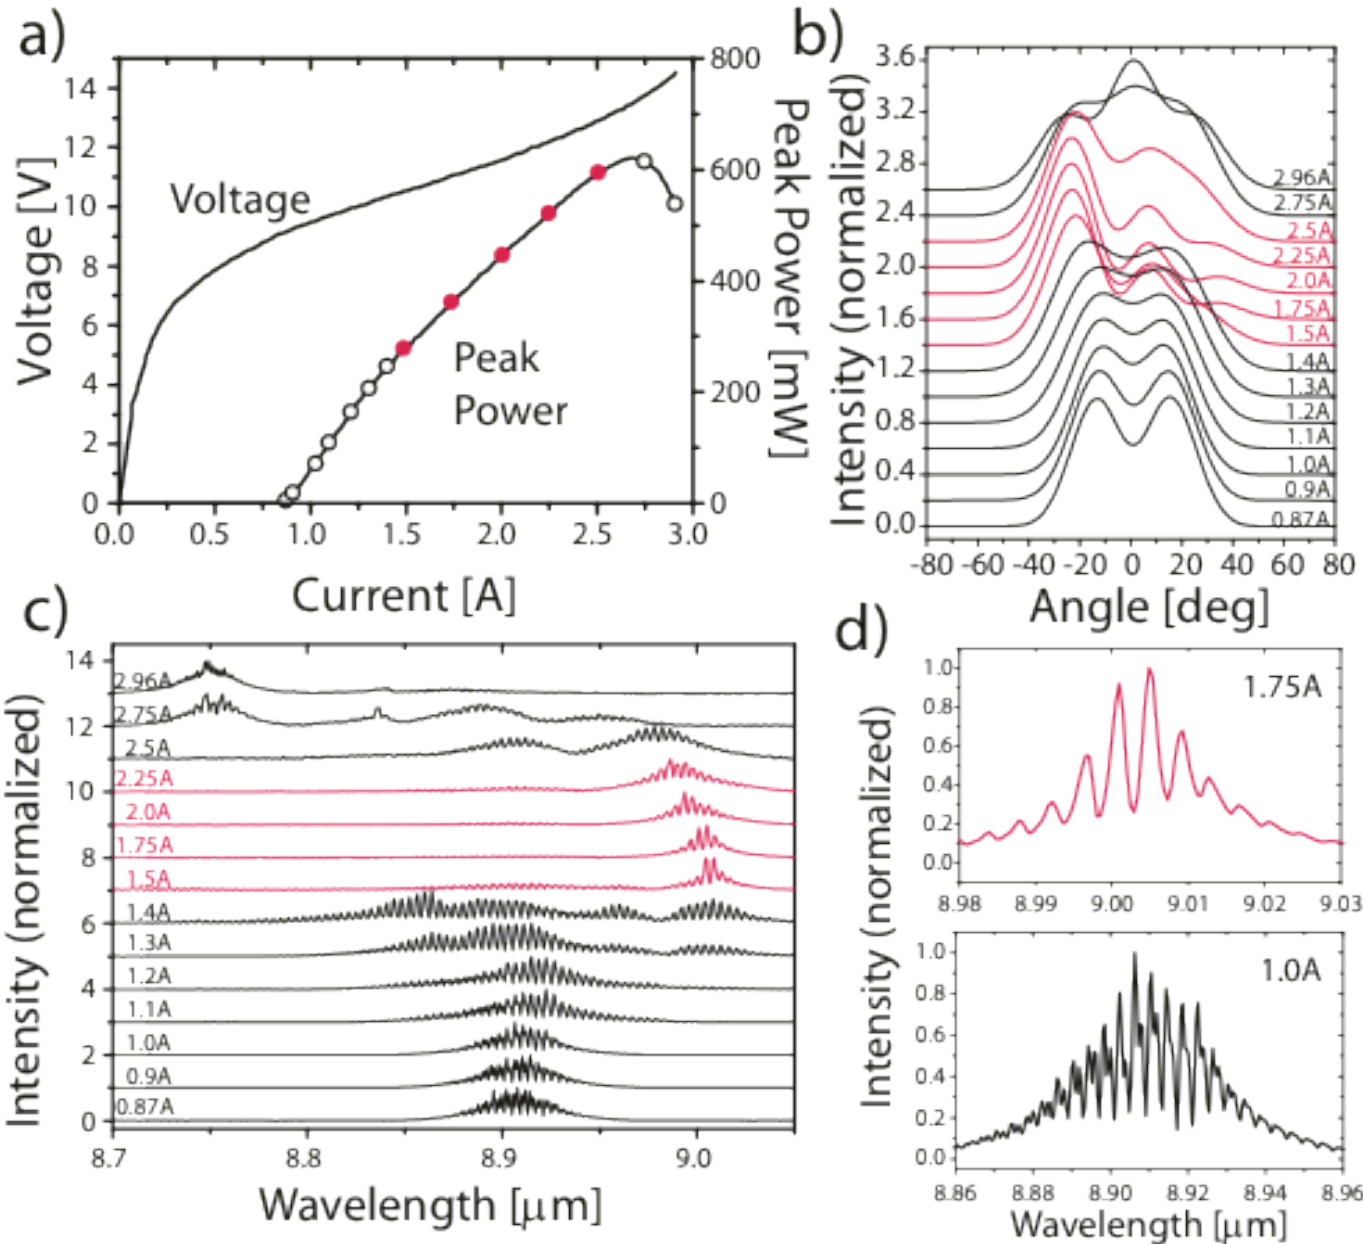 a)
Voltage [V]
14
12
10
8
6
4
2
0
Voltage
Peak
Power
800
600
400
200
0
Peak Power [mW]
0.0 0.5 1.0 1.5 2.0 2.5 3.0
Current [A]
b)
Intensity (normalized)
3.6
3.2
2.8
2.4
2.0
1.6
1.2
0.8
0.4
0.0
2.96A
2.75A
2.5A
2.25A
2.0A
1.75A
1.5A
1.4A
1.3A
1.2A
1.1A
1.0A
0.9A
0.87A
-80 -60 -40 -20 0 20 40 60 80
Angle [deg]
c)
Intensity (normalized)
14
12
10
8
6
4
2
0
2.96A
2.75A
2.5A
2.25A
2.0A
1.75A
1.5A
1.4A
1.3A
1.2A
1.1A
1.0A
0.9A
0.87A
8.7 8.8 8.9 9.0
Wavelength [μm]
d)
Intensity (normalized)
1.0
0.8
0.6
0.4
0.2
0.0
1.75A
8.98 8.99 9.00 9.01 9.02 9.03
Intensity (normalized)
1.0
0.8
0.6
0.4
0.2
0.0
1.0A
8.86 8.88 8.90 8.92 8.94 8.96
Wavelength [μm]